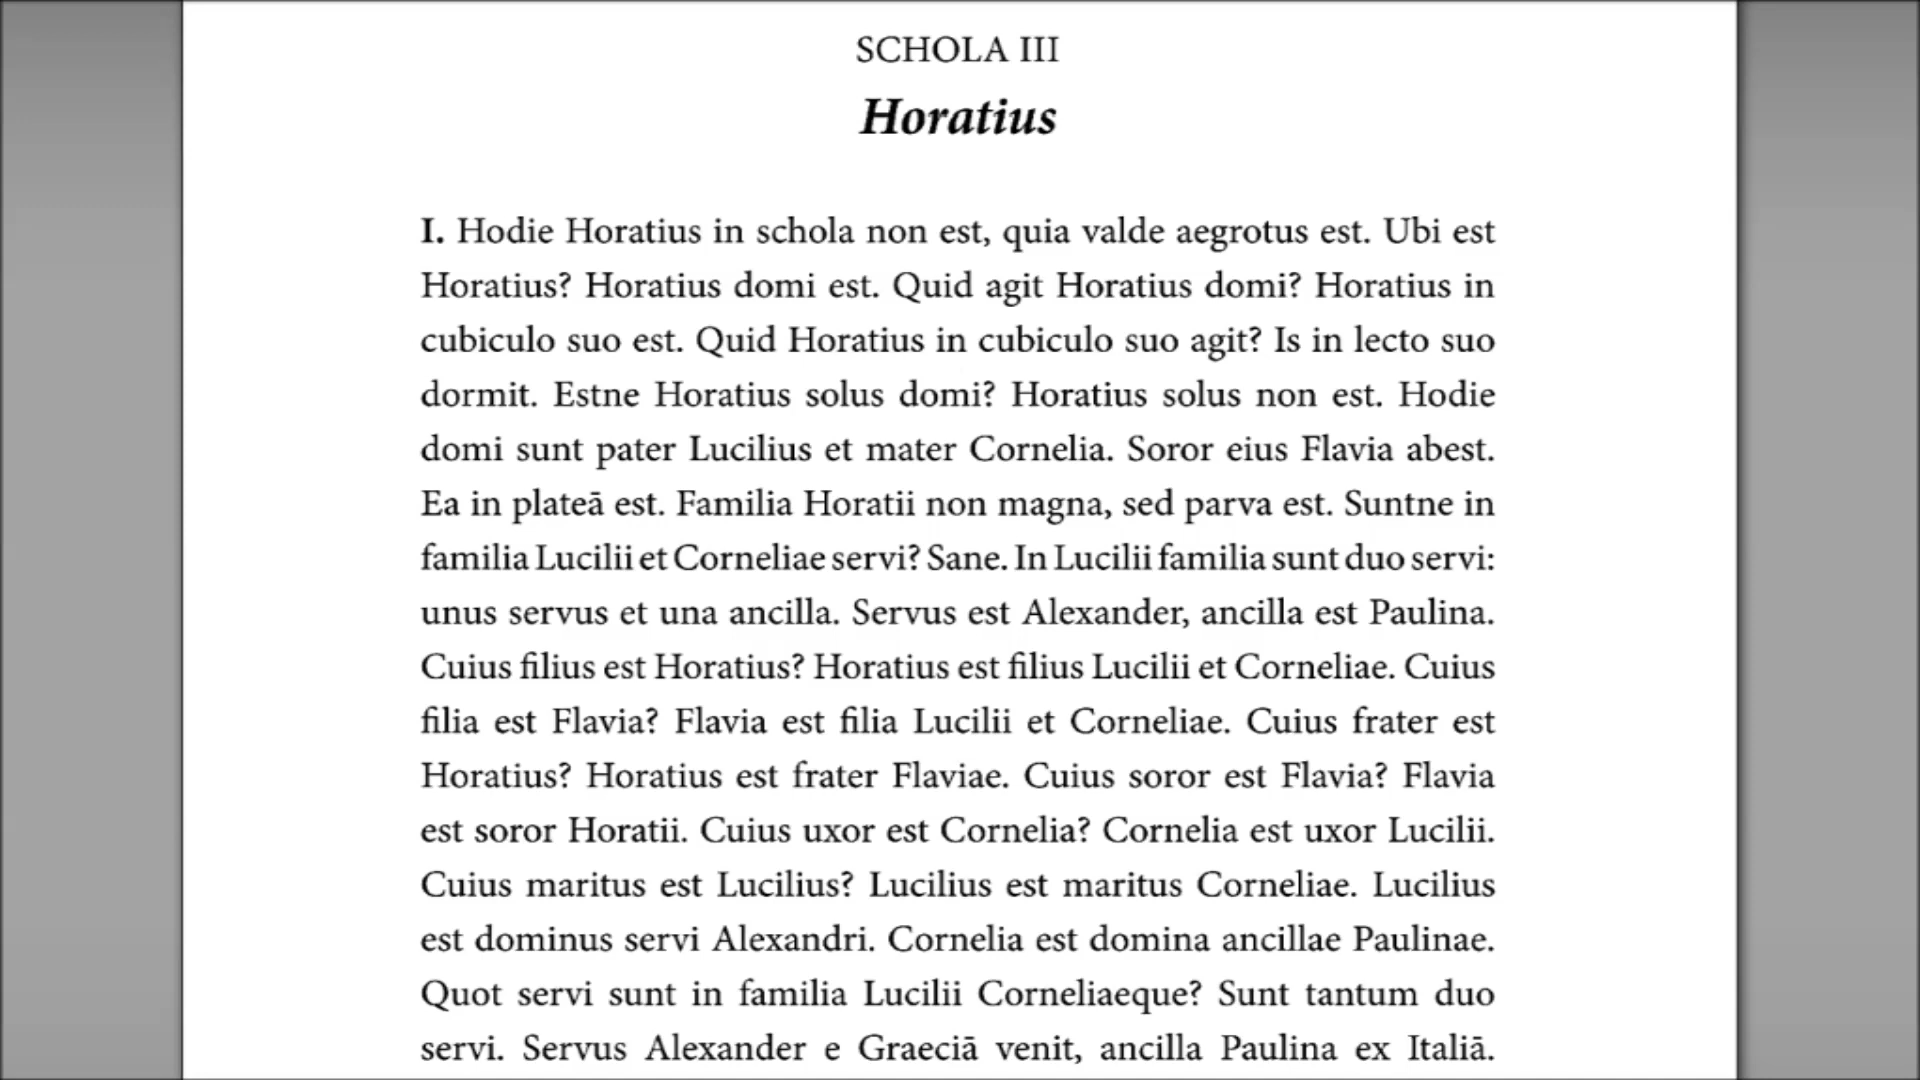 SCHOLA III
Horatius
I. Hodie Horatius in schola non est, quia valde aegrotus est. Ubi est
Horatius? Horatius domi est. Quid agit Horatius domi? Horatius in
cubiculo suo est. Quid Horatius in cubiculo suo agit? Is in lecto suo
dormit. Estne Horatius solus domi? Horatius solus non est. Hodie
domi sunt pater Lucilius et mater Cornelia. Soror eius Flavia abest.
Ea in plateā est. Familia Horatii non magna, sed parva est. Suntne in
familia Lucilii et Corneliae servi? Sane. In Lucilii familia sunt duo servi:
unus servus et una ancilla. Servus est Alexander, ancilla est Paulina.
Cuius filius est Horatius? Horatius est filius Lucilii et Corneliae. Cuius
filia est Flavia? Flavia est filia Lucilii et Corneliae. Cuius frater est
Horatius? Horatius est frater Flaviae. Cuius soror est Flavia? Flavia
est soror Horatii. Cuius uxor est Cornelia? Cornelia est uxor Lucilii.
Cuius maritus est Lucilius? Lucilius est maritus Corneliae. Lucilius
est dominus servi Alexandri. Cornelia est domina ancillae Paulinae.
Quot servi sunt in familia Lucilii Corneliaeque? Sunt tantum duo
servi. Servus Alexander e Graeciā venit, ancilla Paulina ex Italiā.